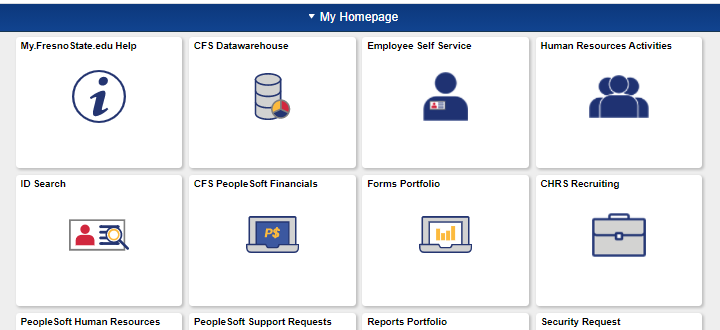 My Homepage
My.FresnoState.edu Help
CFS Datawarehouse
Employee Self Service
Human Resources Activities
ID Search
CFS PeopleSoft Financials
P$
Forms Portfolio
CHRS Recruiting
PeopleSoft Human Resources
PeopleSoft Support Requests
Reports Portfolio
Security Request